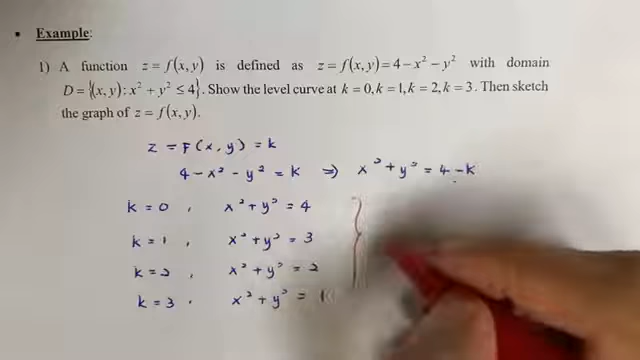 • Example:
1) A function z = f(x, y) is defined as z = f(x, y) = 4 − x² − y² with domain
D = {(x, y): x² + y² ≤ 4}. Show the level curve at k = 0, k = 1, k = 2, k = 3. Then sketch
the graph of z = f(x, y).
z = F(x, y) = k
4 − x² − y² = k ⇒ x² + y² = 4 − k
k = 0, x² + y² = 4
k = 1, x² + y² = 3
k = 2, x² + y² = 2
k = 3, x² + y² = 1